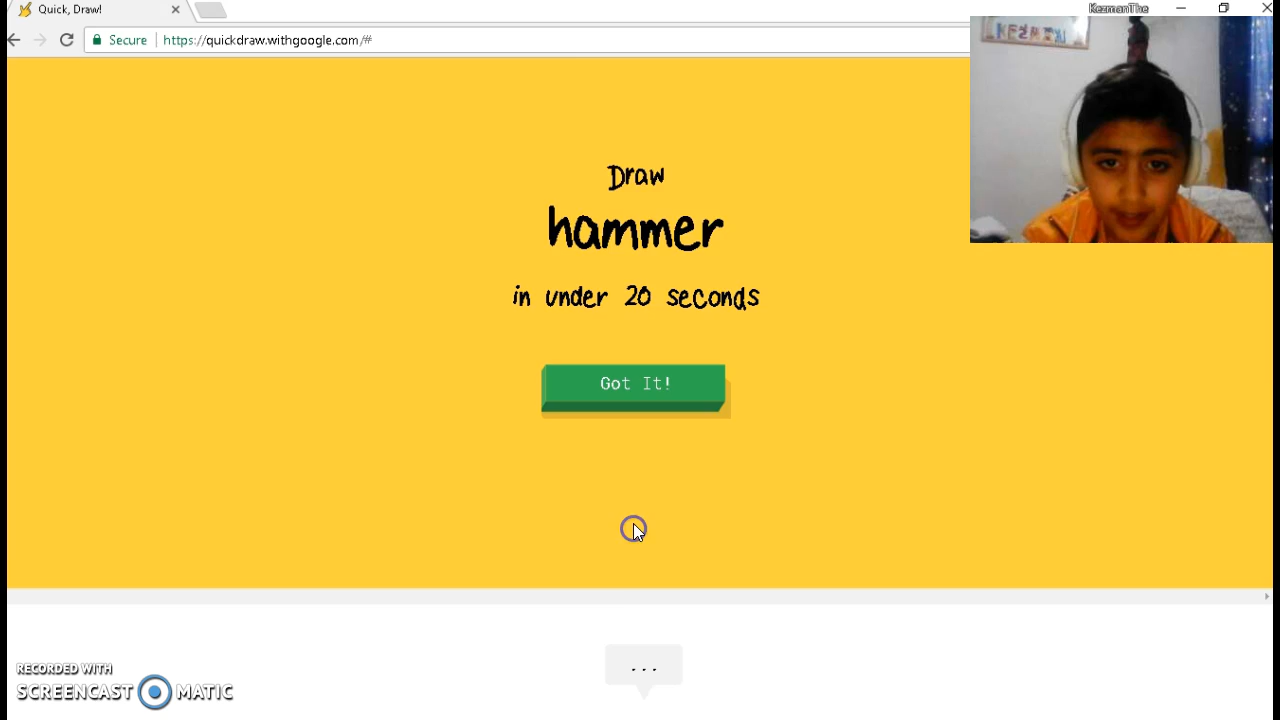 Quick, Draw!
KezmanThe
Secure
https://quickdraw.withgoogle.com/#
Draw
hammer
in under 20 seconds
Got It!
...
RECORDED WITH
SCREENCAST MATIC